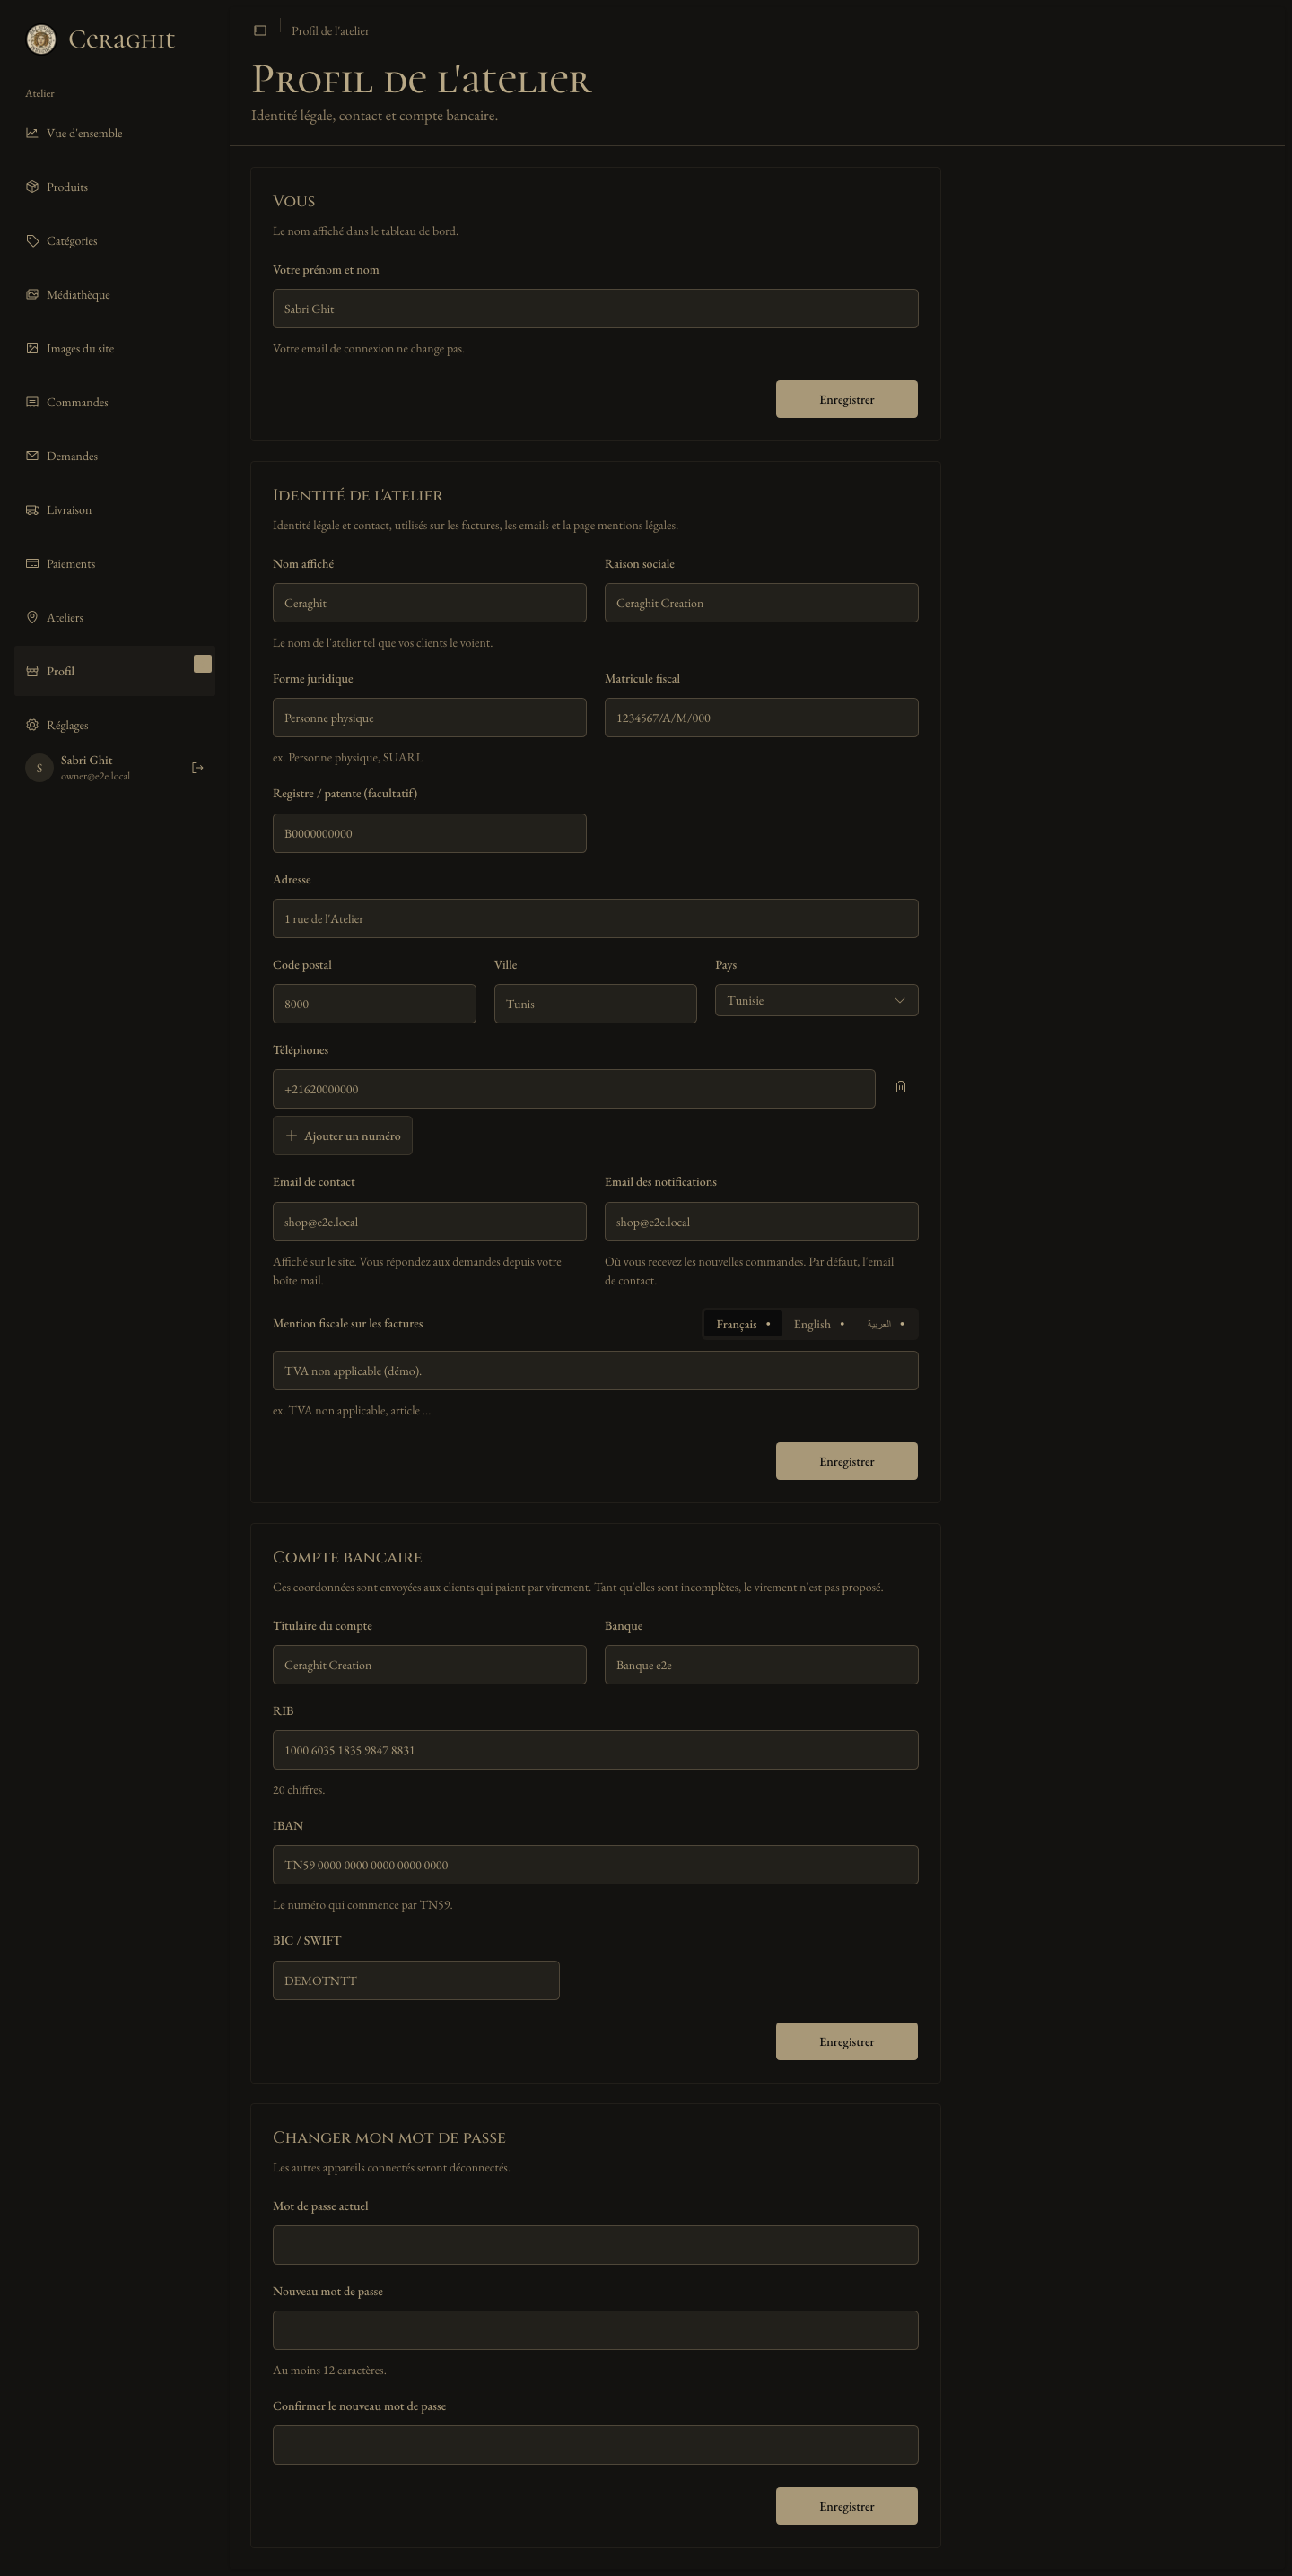 Ceraghit
Atelier
Vue d'ensemble
Produits
Catégories
Médiathèque
Images du site
Commandes
Demandes
Livraison
Paiements
Ateliers
Profil
Réglages
S
Sabri Ghit
owner@e2e.local
Profil de l'atelier
Profil de l'atelier
Identité légale, contact et compte bancaire.
Vous
Le nom affiché dans le tableau de bord.
Votre prénom et nom
Sabri Ghit
Votre email de connexion ne change pas.
Enregistrer
Identité de l'atelier
Identité légale et contact, utilisés sur les factures, les emails et la page mentions légales.
Nom affiché
Raison sociale
Ceraghit
Ceraghit Creation
Le nom de l'atelier tel que vos clients le voient.
Forme juridique
Matricule fiscal
Personne physique
1234567/A/M/000
ex. Personne physique, SUARL
Registre / patente (facultatif)
B0000000000
Adresse
1 rue de l'Atelier
Code postal
Ville
Pays
8000
Tunis
Tunisie
Téléphones
+21620000000
Ajouter un numéro
Email de contact
Email des notifications
shop@e2e.local
shop@e2e.local
Affiché sur le site. Vous répondez aux demandes depuis votre
boîte mail.
Où vous recevez les nouvelles commandes. Par défaut, l'email
de contact.
Mention fiscale sur les factures
Français •
English •
العربية •
TVA non applicable (démo).
ex. TVA non applicable, article ...
Enregistrer
Compte bancaire
Ces coordonnées sont envoyées aux clients qui paient par virement. Tant qu'elles sont incomplètes, le virement n'est pas proposé.
Titulaire du compte
Banque
Ceraghit Creation
Banque e2e
RIB
1000 6035 1835 9847 8831
20 chiffres.
IBAN
TN59 0000 0000 0000 0000 0000
Le numéro qui commence par TN59.
BIC / SWIFT
DEMOTNTT
Enregistrer
Changer mon mot de passe
Les autres appareils connectés seront déconnectés.
Mot de passe actuel
Nouveau mot de passe
Au moins 12 caractères.
Confirmer le nouveau mot de passe
Enregistrer